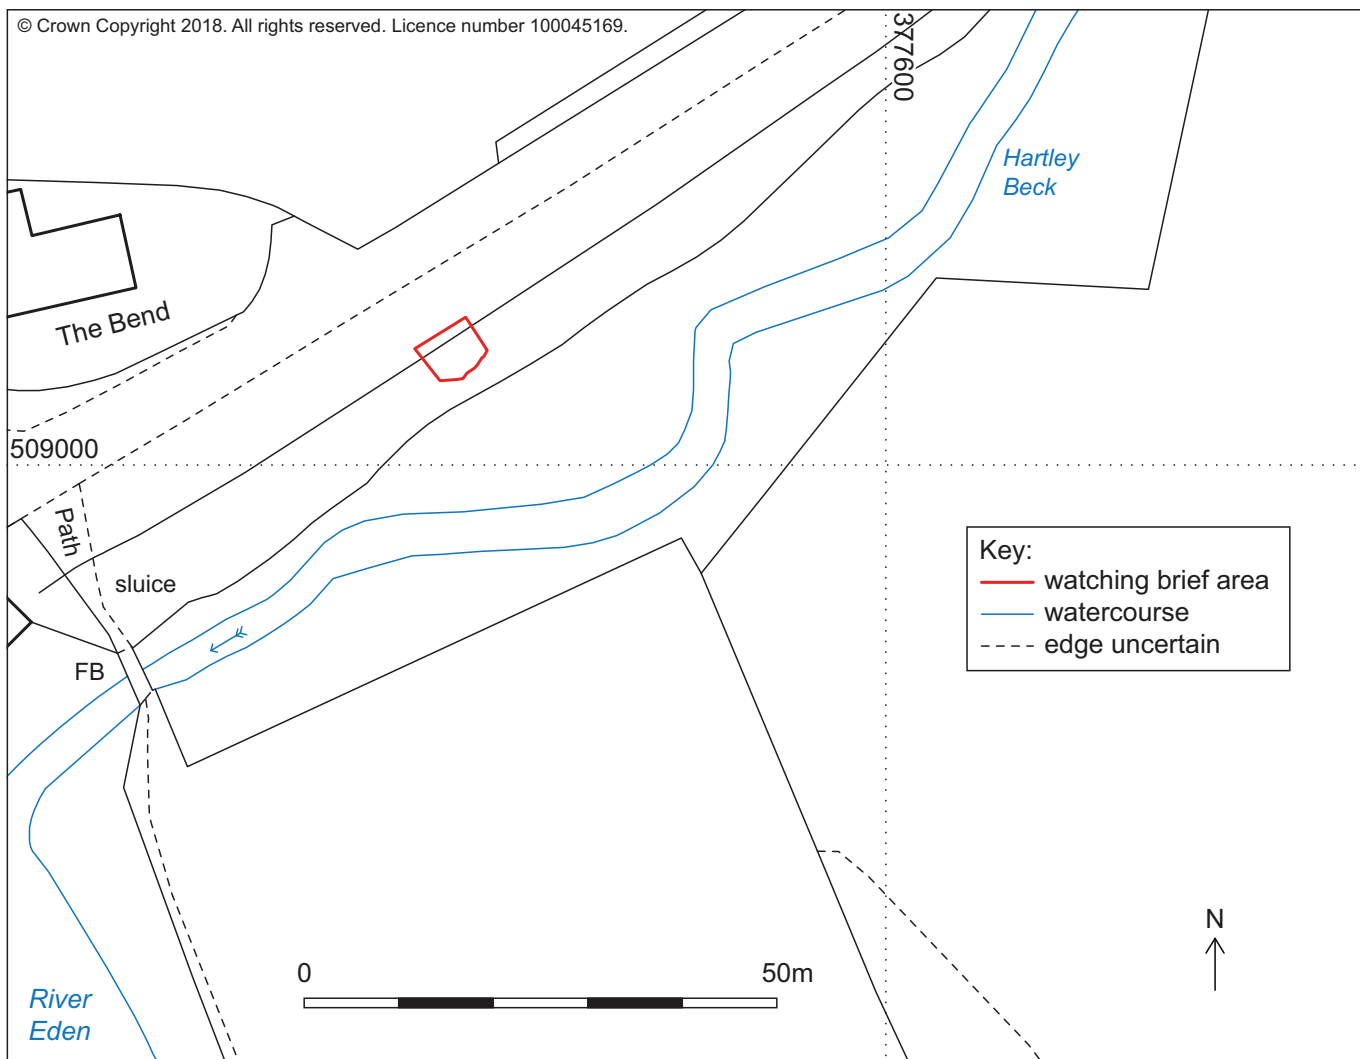 © Crown Copyright 2018. All rights reserved. Licence number 100045169.
377600
Hartley
Beck
The Bend
509000
Path
sluice
FB
Key:
watching brief area
watercourse
edge uncertain
N
0 50m
River
Eden